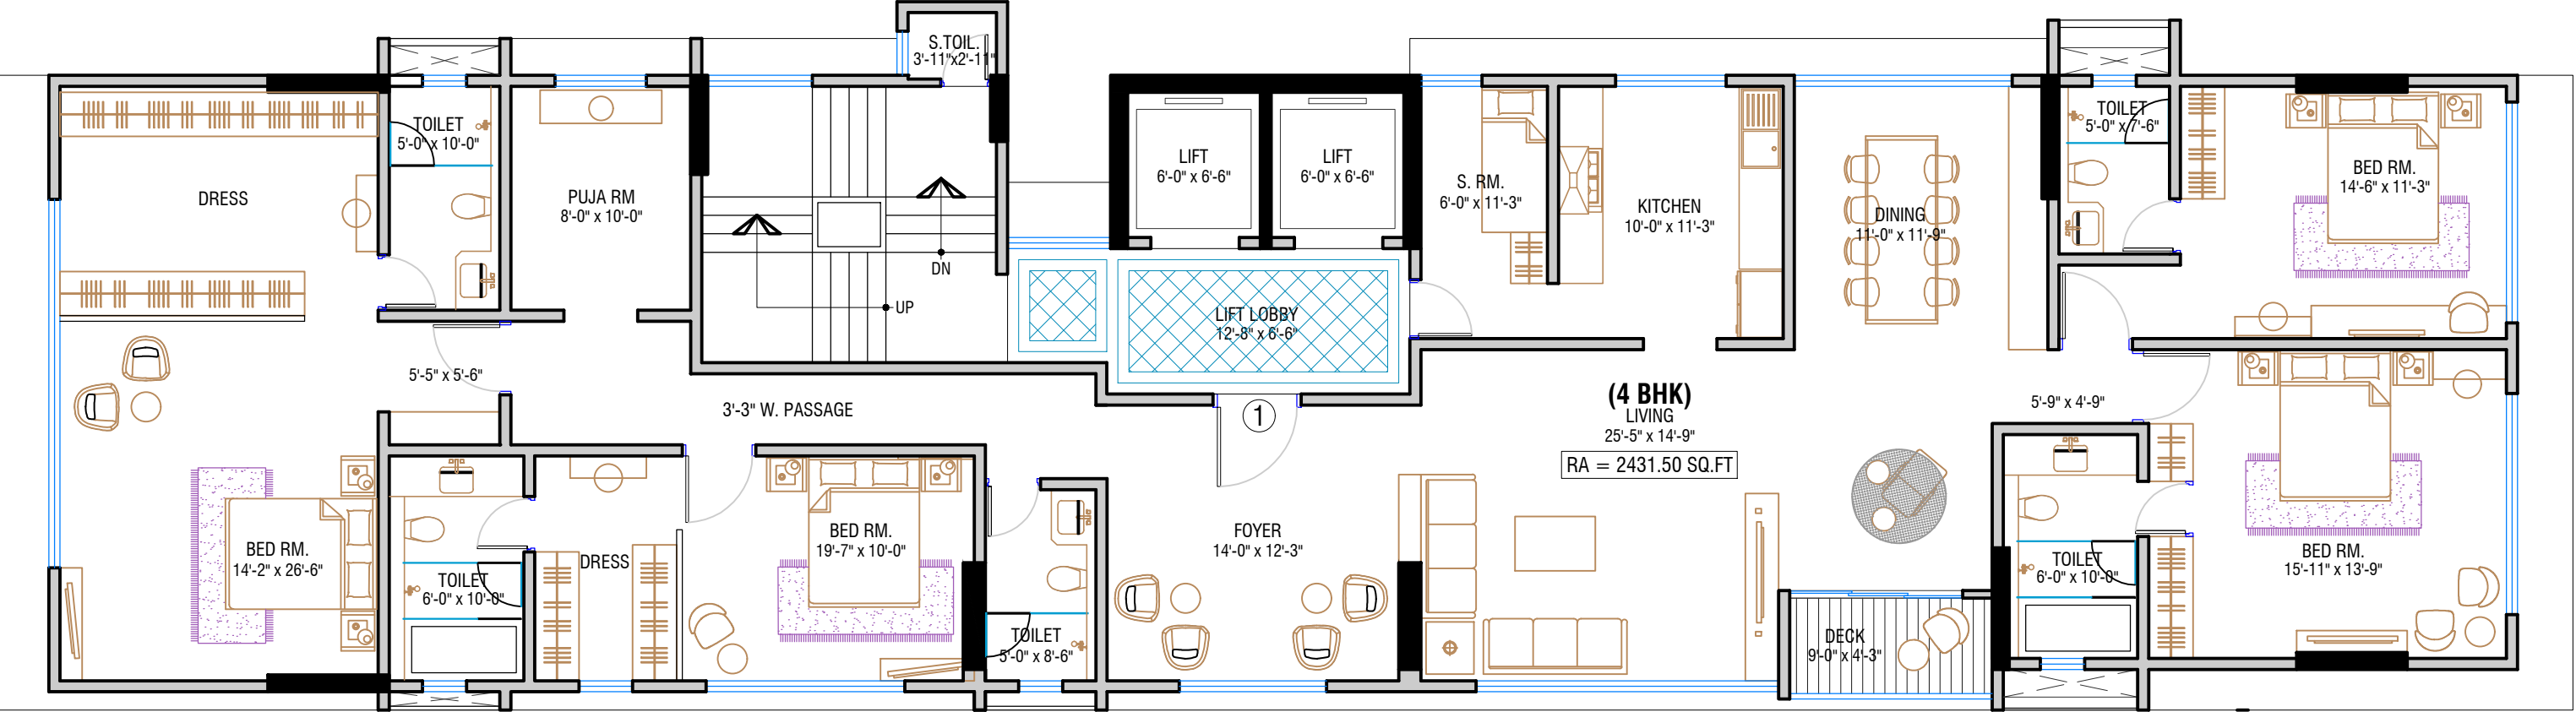 S.TOIL.
3'-11"x2'-11"
TOILET
5'-0" x 10'-0"
DRESS
PUJA RM
8'-0" x 10'-0"
DN
UP
LIFT
6'-0" x 6'-6"
LIFT
6'-0" x 6'-6"
LIFT LOBBY
12'-8" x 6'-6"
S. RM.
6'-0" x 11'-3"
KITCHEN
10'-0" x 11'-3"
DINING
11'-0" x 11'-9"
TOILET
5'-0" x 7'-6"
BED RM.
14'-6" x 11'-3"
5'-5" x 5'-6"
3'-3" W. PASSAGE
1
(4 BHK)
LIVING
25'-5" x 14'-9"
RA = 2431.50 SQ.FT
5'-9" x 4'-9"
BED RM.
14'-2" x 26'-6"
TOILET
6'-0" x 10'-0"
DRESS
BED RM.
19'-7" x 10'-0"
TOILET
5'-0" x 8'-6"
FOYER
14'-0" x 12'-3"
DECK
9'-0" x 4'-3"
TOILET
6'-0" x 10'-0"
BED RM.
15'-11" x 13'-9"